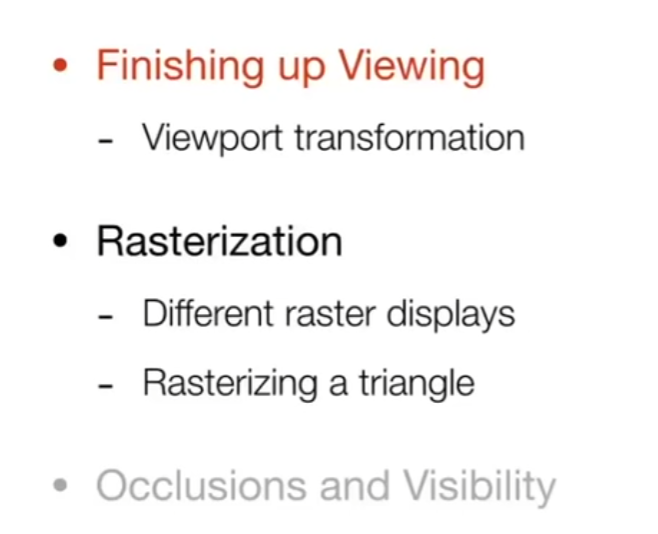 • Finishing up Viewing
- Viewport transformation
• Rasterization
- Different raster displays
- Rasterizing a triangle
• Occlusions and Visibility